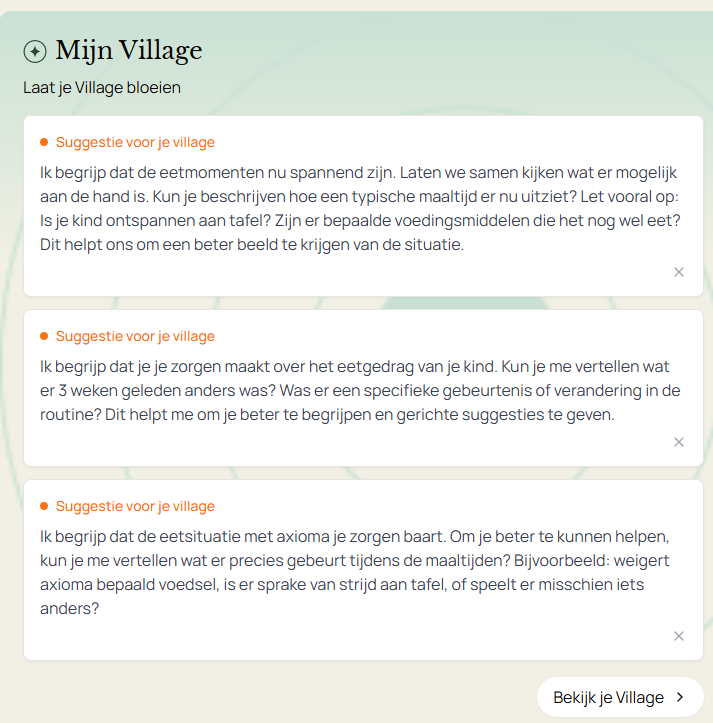 Mijn Village
Laat je Village bloeien
Suggestie voor je village
Ik begrijp dat de eetmomenten nu spannend zijn. Laten we samen kijken wat er mogelijk
aan de hand is. Kun je beschrijven hoe een typische maaltijd er nu uitziet? Let vooral op:
Is je kind ontspannen aan tafel? Zijn er bepaalde voedingsmiddelen die het nog wel eet?
Dit helpt ons om een beter beeld te krijgen van de situatie.
Suggestie voor je village
Ik begrijp dat je je zorgen maakt over het eetgedrag van je kind. Kun je me vertellen wat
er 3 weken geleden anders was? Was er een specifieke gebeurtenis of verandering in de
routine? Dit helpt me om je beter te begrijpen en gerichte suggesties te geven.
Suggestie voor je village
Ik begrijp dat de eetsituatie met axioma je zorgen baart. Om je beter te kunnen helpen,
kun je me vertellen wat er precies gebeurt tijdens de maaltijden? Bijvoorbeeld: weigert
axioma bepaald voedsel, is er sprake van strijd aan tafel, of speelt er misschien iets
anders?
Bekijk je Village